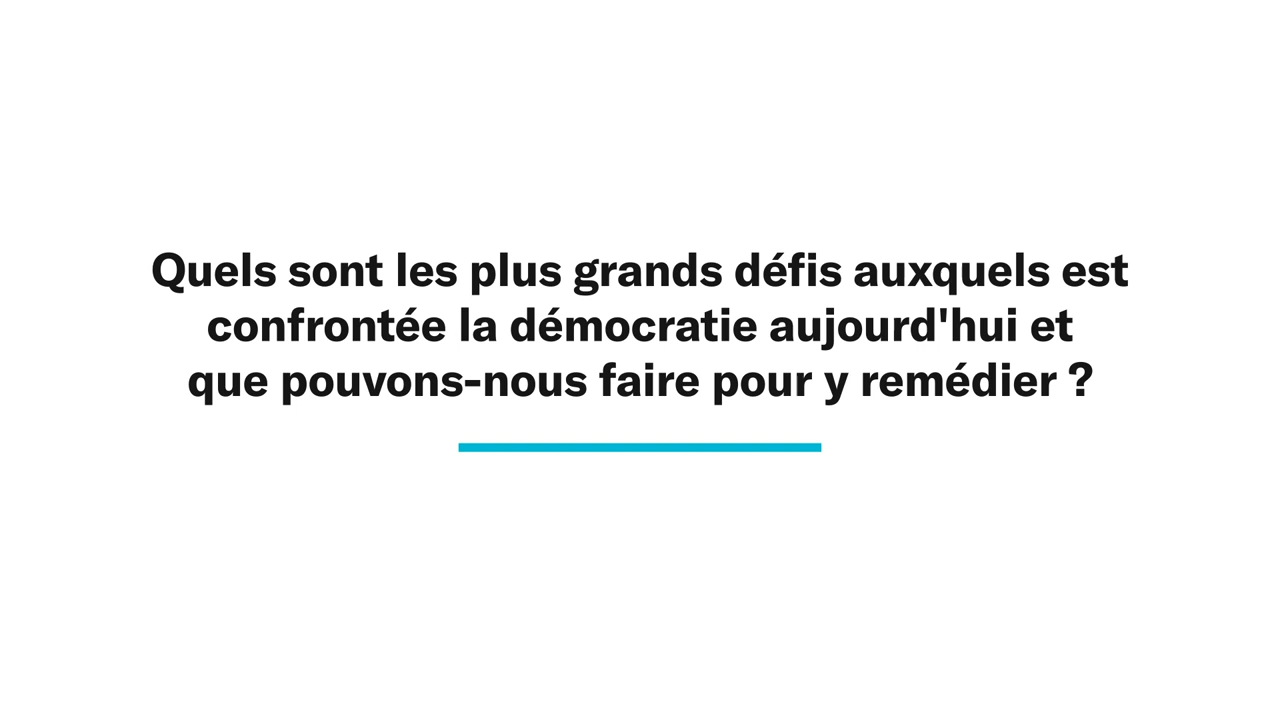 Quels sont les plus grands défis auxquels est
confrontée la démocratie aujourd'hui et
que pouvons-nous faire pour y remédier ?